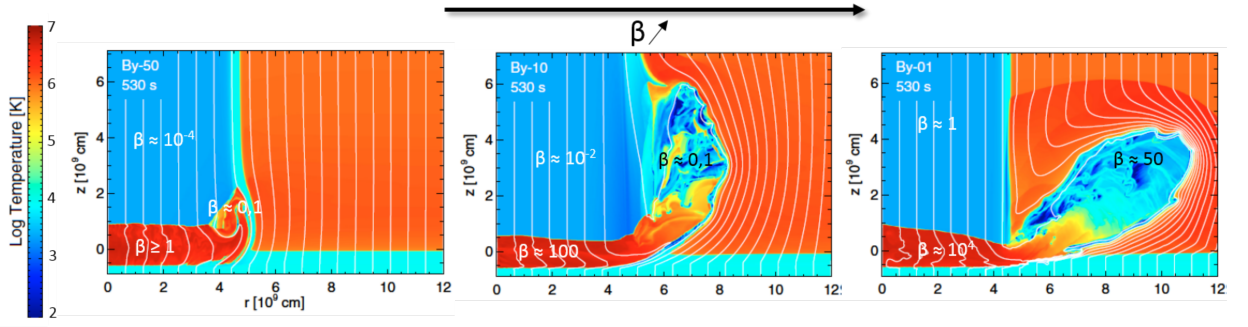 β
By-50
530 s
β ≈ 10⁻⁴
β ≈ 0,1
β ≥ 1
By-10
530 s
β ≈ 10⁻²
β ≈ 0,1
β ≈ 100
By-01
530 s
β ≈ 1
β ≈ 50
β ≈ 10⁴
Log Temperature [K]
7
6
5
4
3
2
z [10⁹ cm]
6
4
2
0
0 2 4 6 8 10 12
r [10⁹ cm]
z [10⁹ cm]
6
4
2
0
0 2 4 6 8 10 12
z [10⁹ cm]
6
4
2
0
0 2 4 6 8 10 12